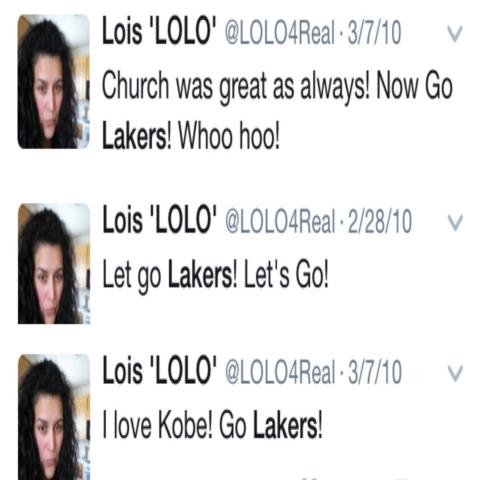 Lois 'LOLO' @LOLO4Real · 3/7/10
Church was great as always! Now Go
Lakers! Whoo hoo!
Lois 'LOLO' @LOLO4Real · 2/28/10
Let go Lakers! Let's Go!
Lois 'LOLO' @LOLO4Real · 3/7/10
I love Kobe! Go Lakers!